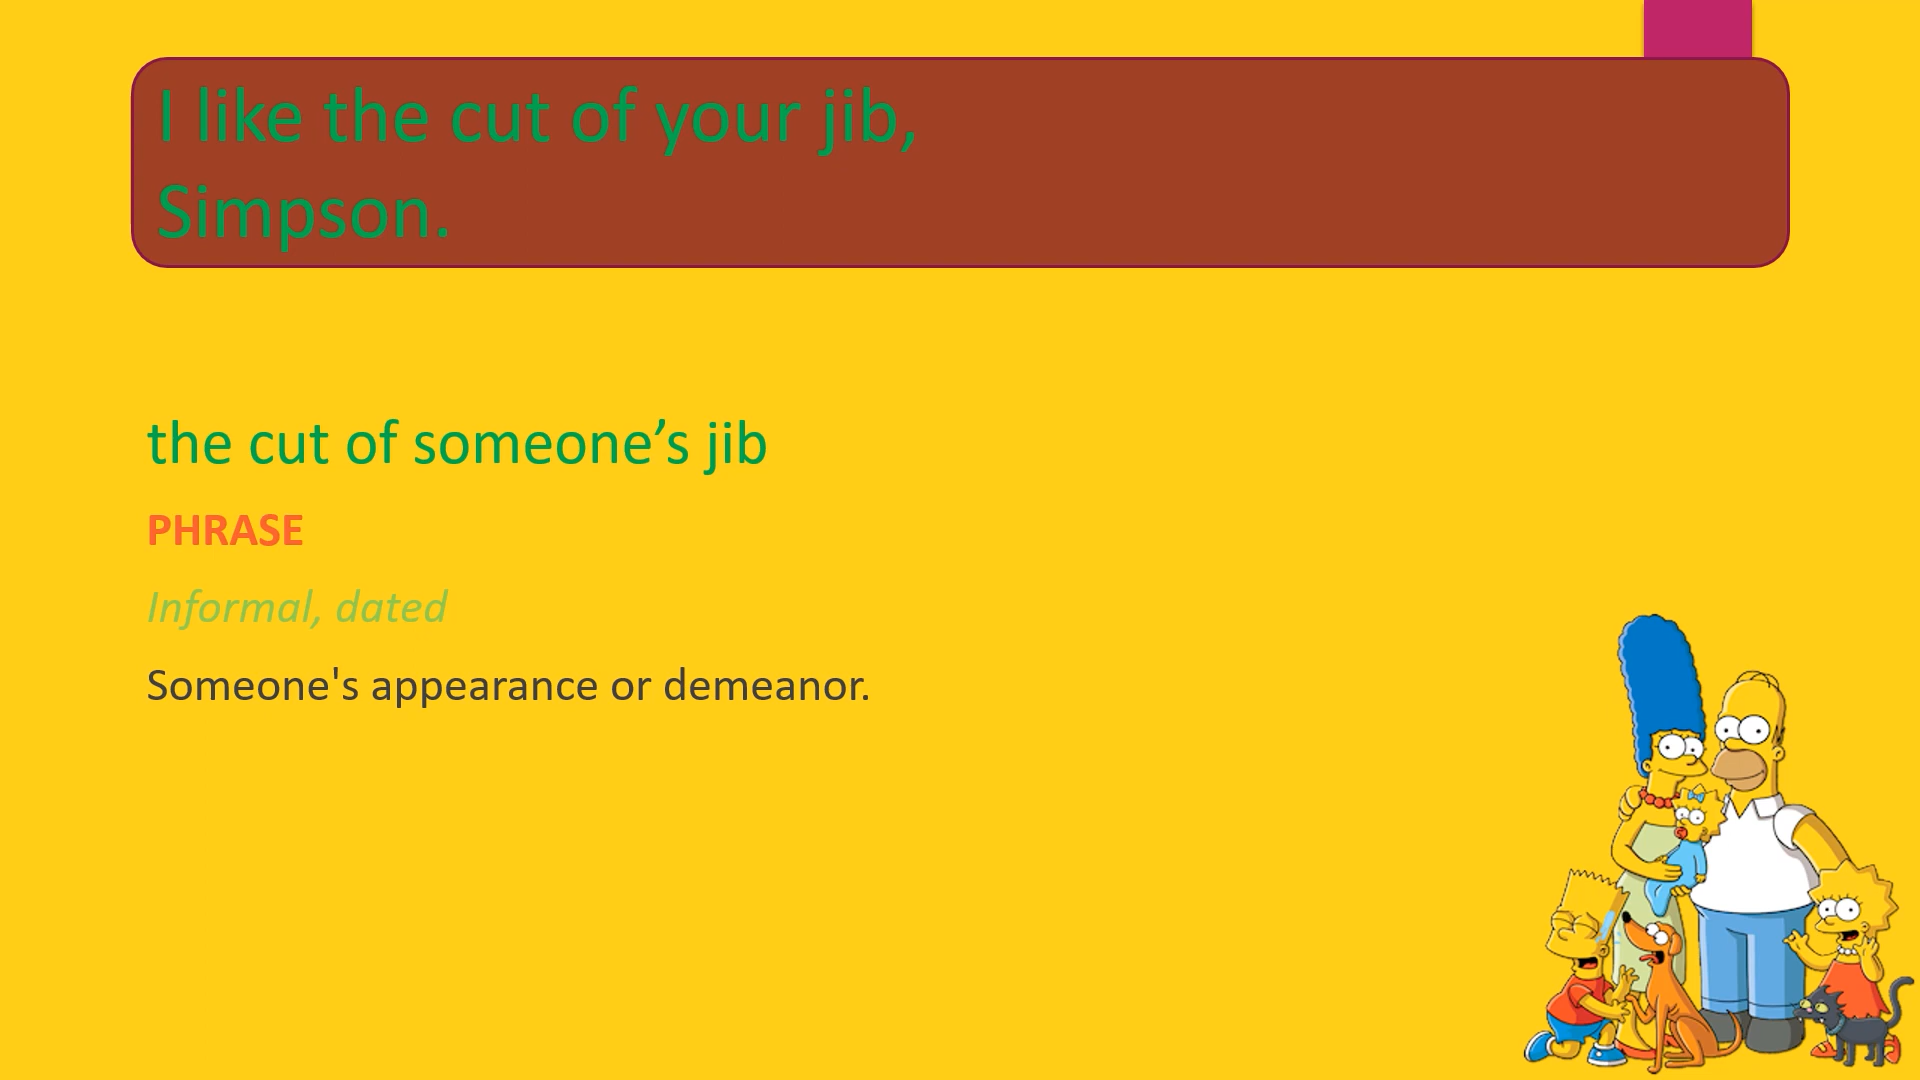 I like the cut of your jib,
Simpson.
the cut of someone’s jib
PHRASE
Informal, dated
Someone's appearance or demeanor.